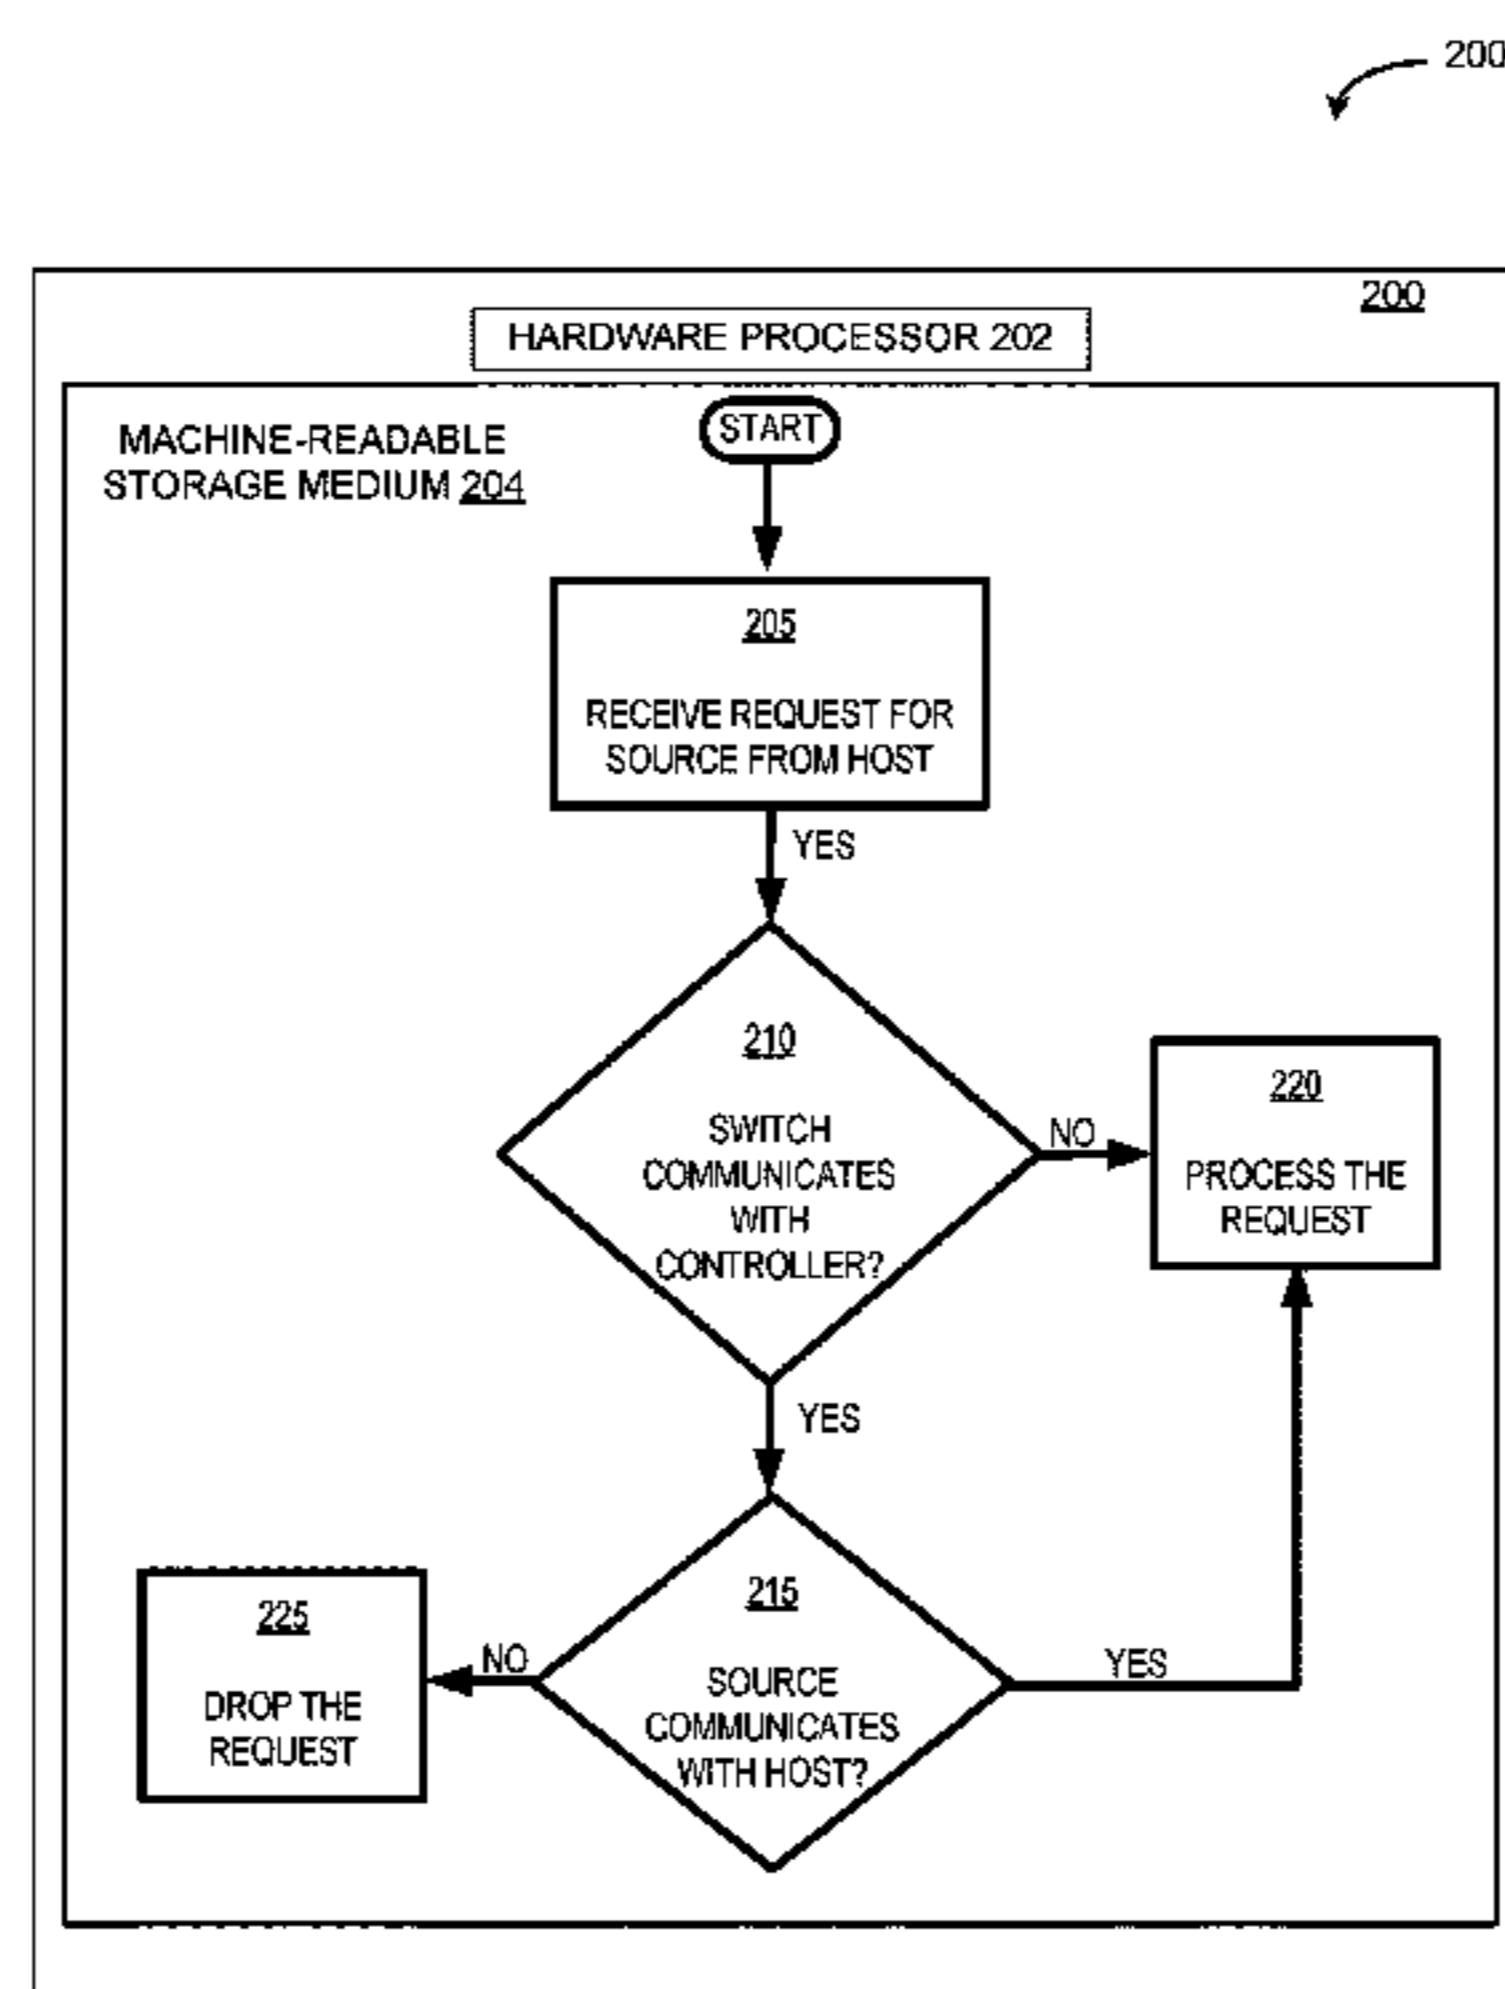 200
200
HARDWARE PROCESSOR 202
MACHINE-READABLE
STORAGE MEDIUM 204
START
205
RECEIVE REQUEST FOR
SOURCE FROM HOST
YES
210
SWITCH
COMMUNICATES
WITH
CONTROLLER?
NO
220
PROCESS THE
REQUEST
YES
215
SOURCE
COMMUNICATES
WITH HOST?
YES
NO
225
DROP THE
REQUEST